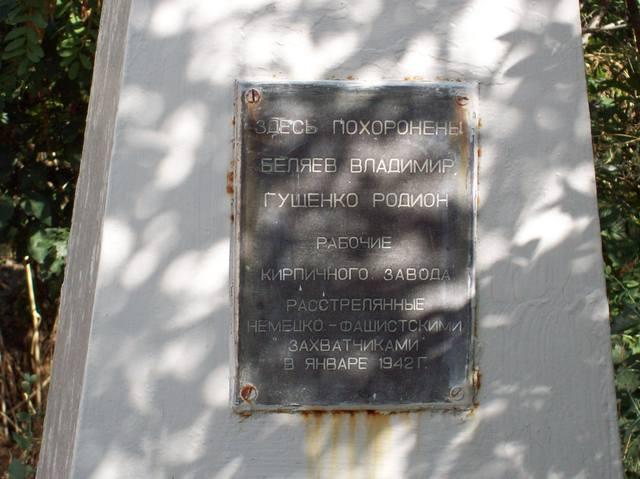 ЗДЕСЬ ПОХОРОНЕНЫ
БЕЛЯЕВ ВЛАДИМИР
ГУЩЕНКО РОДИОН
РАБОЧИЕ
КИРПИЧНОГО ЗАВОДА
РАССТРЕЛЯННЫЕ
НЕМЕЦКО-ФАШИСТСКИМИ
ЗАХВАТЧИКАМИ
В ЯНВАРЕ 1942 Г.